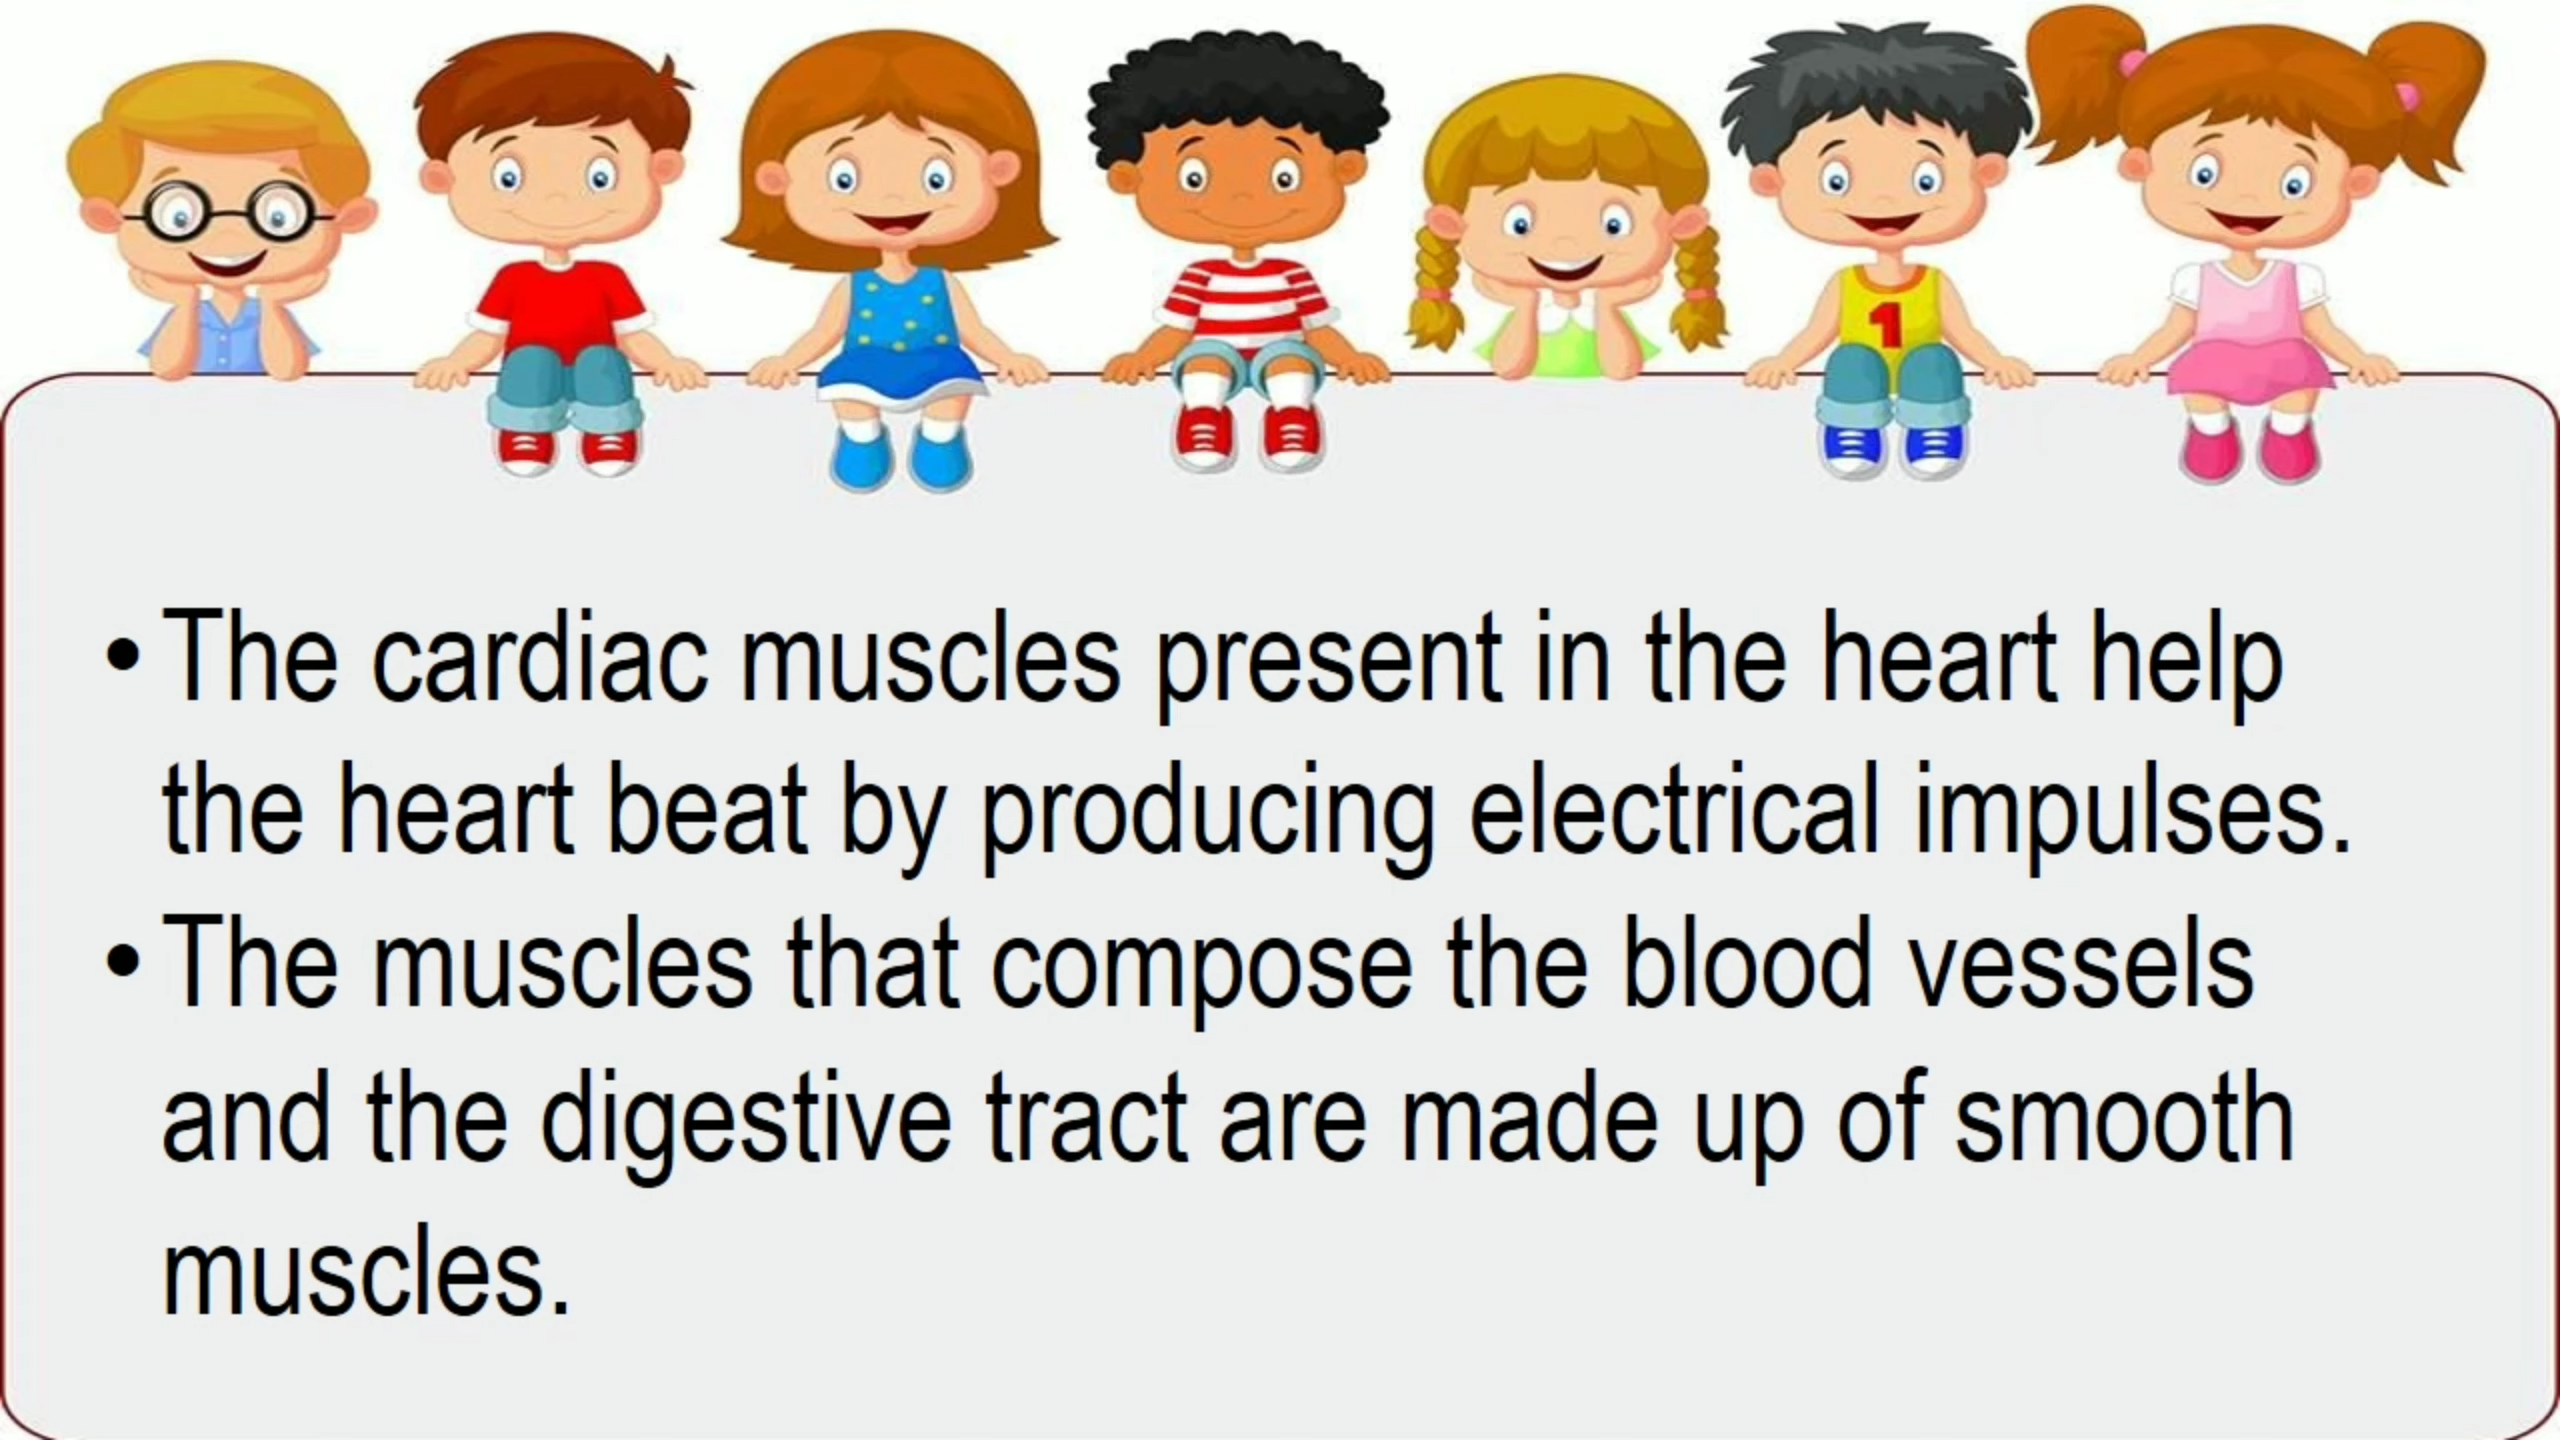 1
• The cardiac muscles present in the heart help
the heart beat by producing electrical impulses.
• The muscles that compose the blood vessels
and the digestive tract are made up of smooth
muscles.